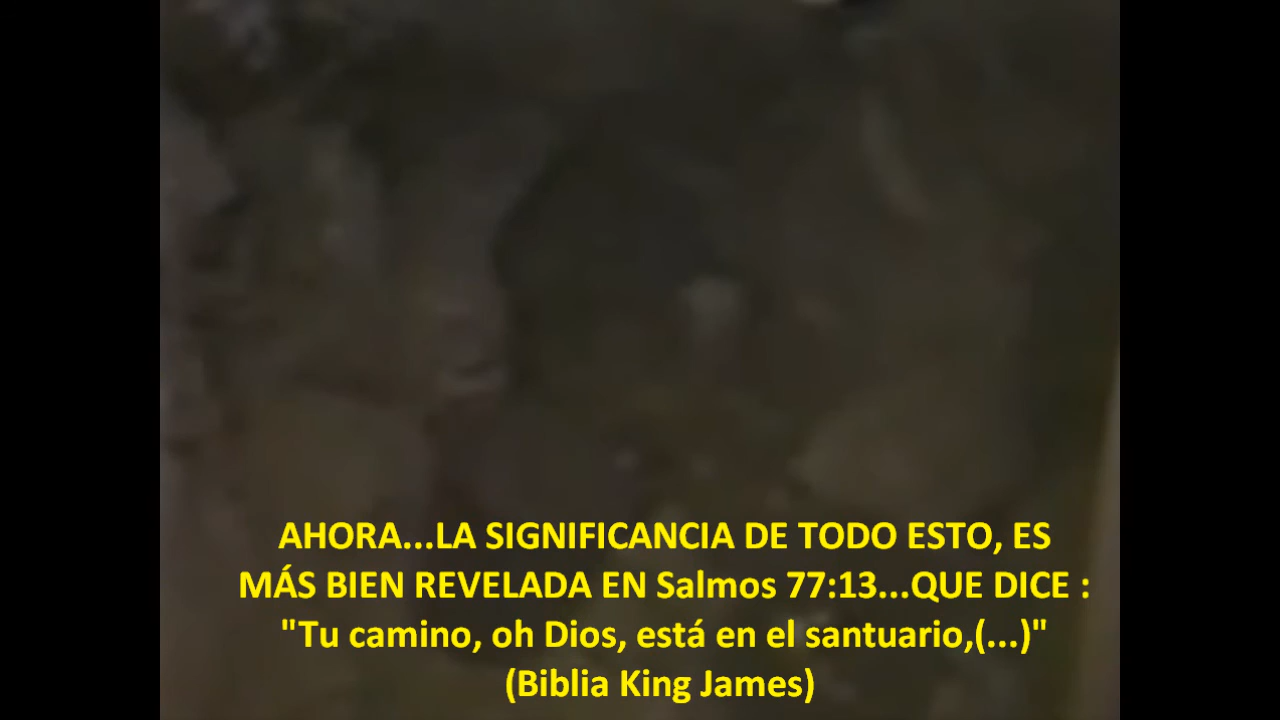 AHORA...LA SIGNIFICANCIA DE TODO ESTO, ES
MÁS BIEN REVELADA EN Salmos 77:13...QUE DICE :
"Tu camino, oh Dios, está en el santuario,(...)"
(Biblia King James)